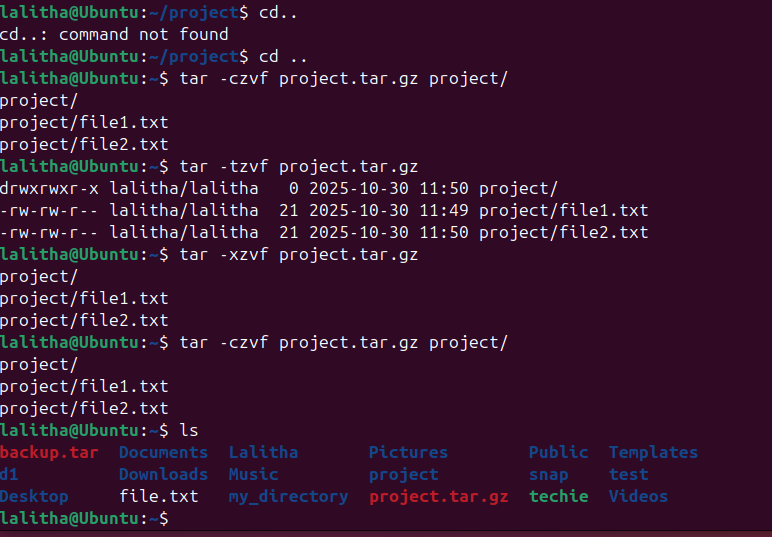 lalitha@Ubuntu:~/project$ cd..
cd..: command not found
lalitha@Ubuntu:~/project$ cd ..
lalitha@Ubuntu:~$ tar -czvf project.tar.gz project/
project/
project/file1.txt
project/file2.txt
lalitha@Ubuntu:~$ tar -tzvf project.tar.gz
drwxrwxr-x lalitha/lalitha   0 2025-10-30 11:50 project/
-rw-rw-r-- lalitha/lalitha  21 2025-10-30 11:49 project/file1.txt
-rw-rw-r-- lalitha/lalitha  21 2025-10-30 11:50 project/file2.txt
lalitha@Ubuntu:~$ tar -xzvf project.tar.gz
project/
project/file1.txt
project/file2.txt
lalitha@Ubuntu:~$ tar -czvf project.tar.gz project/
project/
project/file1.txt
project/file2.txt
lalitha@Ubuntu:~$ ls
backup.tar  Documents  Lalitha       Pictures        Public  Templates
d1          Downloads  Music         project         snap    test
Desktop     file.txt   my_directory  project.tar.gz  techie  Videos
lalitha@Ubuntu:~$